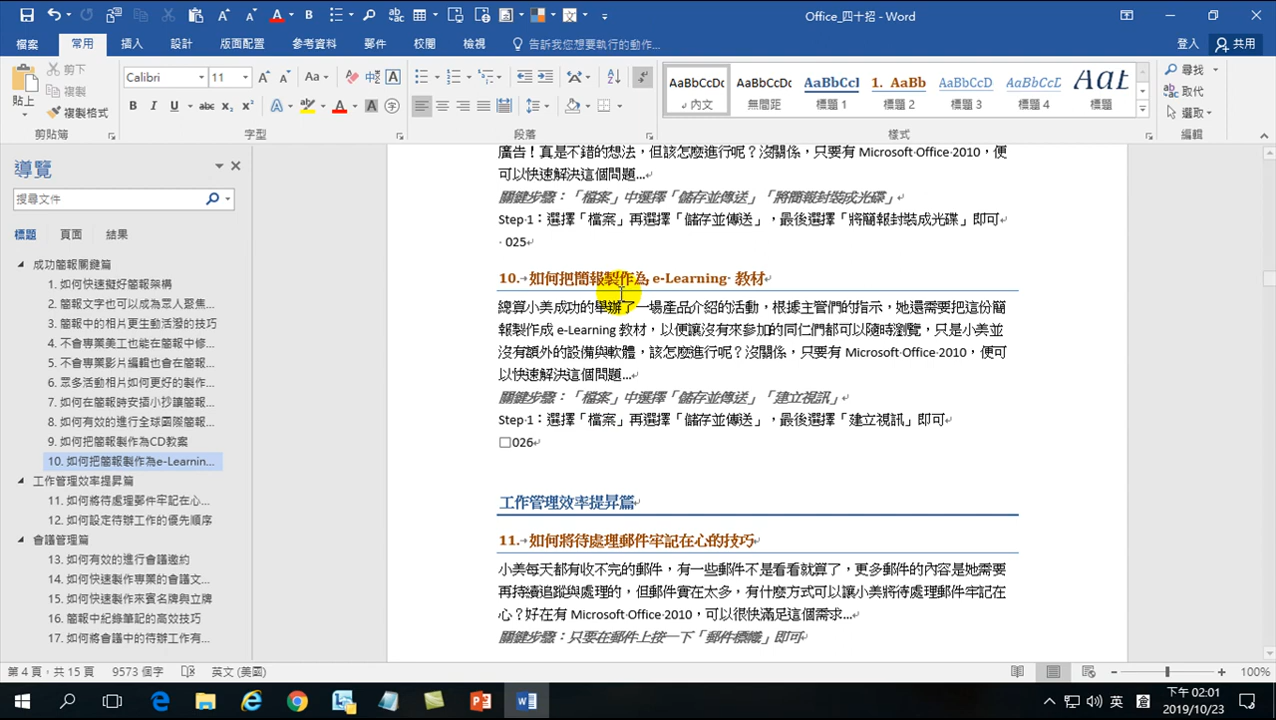 Office_四十招 - Word
檔案 常用 插入 設計 版面配置 參考資料 郵件 校閱 檢視 告訴我您想要執行的動作... 登入 共用
貼上 剪下 複製 複製格式 剪貼簿
Calibri 11 字型
段落
AaBbCcDc 內文 AaBbCcDc 無間距 AaBbCcI 標題 1 1. AaBb 標題 2 AaBbCcD 標題 3 AaBbCcD 標題 4 AaI 標題 樣式
尋找 取代 選取 編輯
導覽
搜尋文件
標題 頁面 結果
成功簡報關鍵篇
1. 如何快速擬好簡報架構
2. 簡報文字也可以成為眾人聚焦...
3. 簡報中的相片更生動活潑的技巧
4. 不會專業美工也能在簡報中修...
5. 不會專業影片編輯也會在簡報...
6. 眾多活動相片如何更好的製作...
7. 如何在簡報時安插小抄讓簡報...
8. 如何有效的進行全球國際簡報...
9. 如何把簡報製作為CD教案
10. 如何把簡報製作為e-Learnin...
工作管理效率提昇篇
11. 如何將待處理郵件牢記在心...
12. 如何設定待辦工作的優先順序
會議管理篇
13. 如何有效的進行會議邀約
14. 如何快速製作專業的會議文...
15. 如何快速製作來賓名牌與立牌
16. 簡報中紀錄筆記的高效技巧
17. 如何將會議中的待辦工作有...
廣告！真是不錯的想法，但該怎麼進行呢？沒關係，只要有 Microsoft Office 2010，便
可以快速解決這個問題...
關鍵步驟：「檔案」中選擇「儲存並傳送」「將簡報封裝成光碟」
Step 1：選擇「檔案」再選擇「儲存並傳送」，最後選擇「將簡報封裝成光碟」即可
025
10. 如何把簡報製作為 e-Learning 教材
總算小美成功的舉辦了一場產品介紹的活動，根據主管們的指示，她還需要把這份簡
報製作成 e-Learning 教材，以便讓沒有來參加的同仁們都可以隨時瀏覽，只是小美並
沒有額外的設備與軟體，該怎麼進行呢？沒關係，只要有 Microsoft Office 2010，便可
以快速解決這個問題...
關鍵步驟：「檔案」中選擇「儲存並傳送」「建立視訊」
Step 1：選擇「檔案」再選擇「儲存並傳送」，最後選擇「建立視訊」即可
□026
工作管理效率提昇篇
11. 如何將待處理郵件牢記在心的技巧
小美每天都有收不完的郵件，有一些郵件不是看看就算了，更多郵件的內容是她需要
再持續追蹤與處理的，但郵件實在太多，有什麼方式可以讓小美將待處理郵件牢記在
心？好在有 Microsoft Office 2010，可以很快滿足這個需求...
關鍵步驟：只要在郵件上按一下「郵件標幟」即可
第 4 頁，共 15 頁 9573 個字 英文 (美國) 100%
英 下午 02:01
2019/10/23